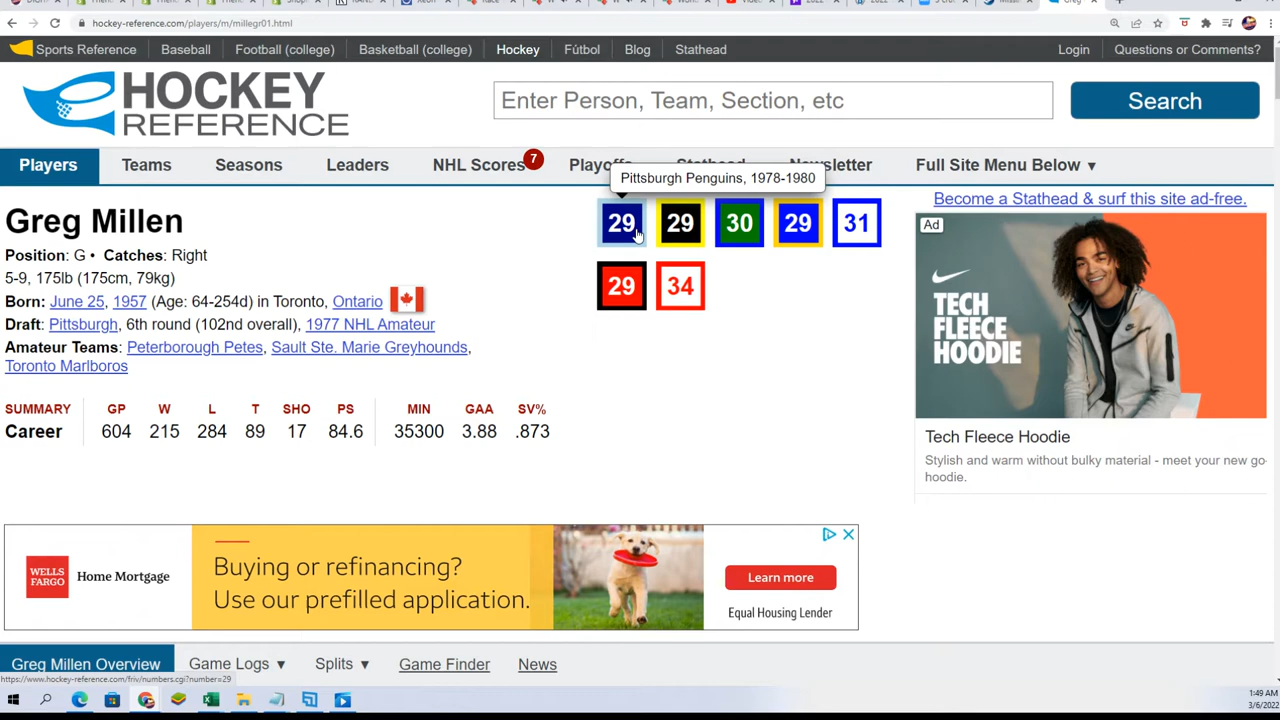 hockey-reference.com/players/m/millegr01.html
Sports Reference Baseball Football (college) Basketball (college) Hockey Fútbol Blog Stathead Login Questions or Comments?
HOCKEY
REFERENCE
Enter Person, Team, Section, etc
Search
Players Teams Seasons Leaders NHL Scores 7 Playoffs Stathead Newsletter Full Site Menu Below ▼
Pittsburgh Penguins, 1978-1980
Become a Stathead & surf this site ad-free.
Greg Millen
29 29 30 29 31
29 34
Position: G • Catches: Right
5-9, 175lb (175cm, 79kg)
Born: June 25, 1957 (Age: 64-254d) in Toronto, Ontario
Draft: Pittsburgh, 6th round (102nd overall), 1977 NHL Amateur
Amateur Teams: Peterborough Petes, Sault Ste. Marie Greyhounds,
Toronto Marlboros
SUMMARY GP W L T SHO PS MIN GAA SV%
Career 604 215 284 89 17 84.6 35300 3.88 .873
Ad
TECH
FLEECE
HOODIE
Tech Fleece Hoodie
Stylish and warm without bulky material - meet your new go-
hoodie.
WELLS
FARGO
Home Mortgage
Buying or refinancing?
Use our prefilled application.
Learn more
Equal Housing Lender
Greg Millen Overview Game Logs ▼ Splits ▼ Game Finder News
https://www.hockey-reference.com/friv/numbers.cgi?number=29
1:49 AM
3/6/2022